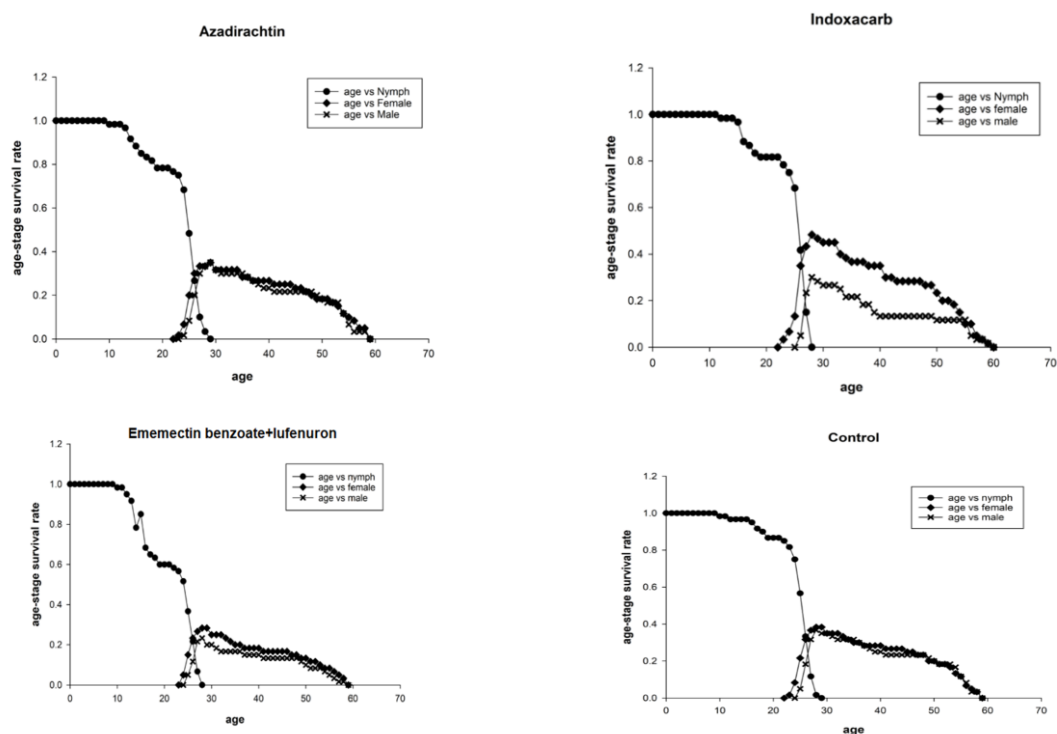 Azadirachtin
1.2
1.0
0.8
0.6
0.4
0.2
0.0
age-stage survival rate
age vs Nymph
age vs Female
age vs Male
0 10 20 30 40 50 60 70
age
Indoxacarb
1.2
1.0
0.8
0.6
0.4
0.2
0.0
age-stage survival rate
age vs Nymph
age vs female
age vs male
0 10 20 30 40 50 60 70
age
Ememectin benzoate+lufenuron
1.2
1.0
0.8
0.6
0.4
0.2
0.0
age-stage survival rate
age vs nymph
age vs female
age vs male
0 10 20 30 40 50 60 70
age
Control
1.2
1.0
0.8
0.6
0.4
0.2
0.0
age-stage survival rate
age vs nymph
age vs female
age vs male
0 10 20 30 40 50 60 70
age